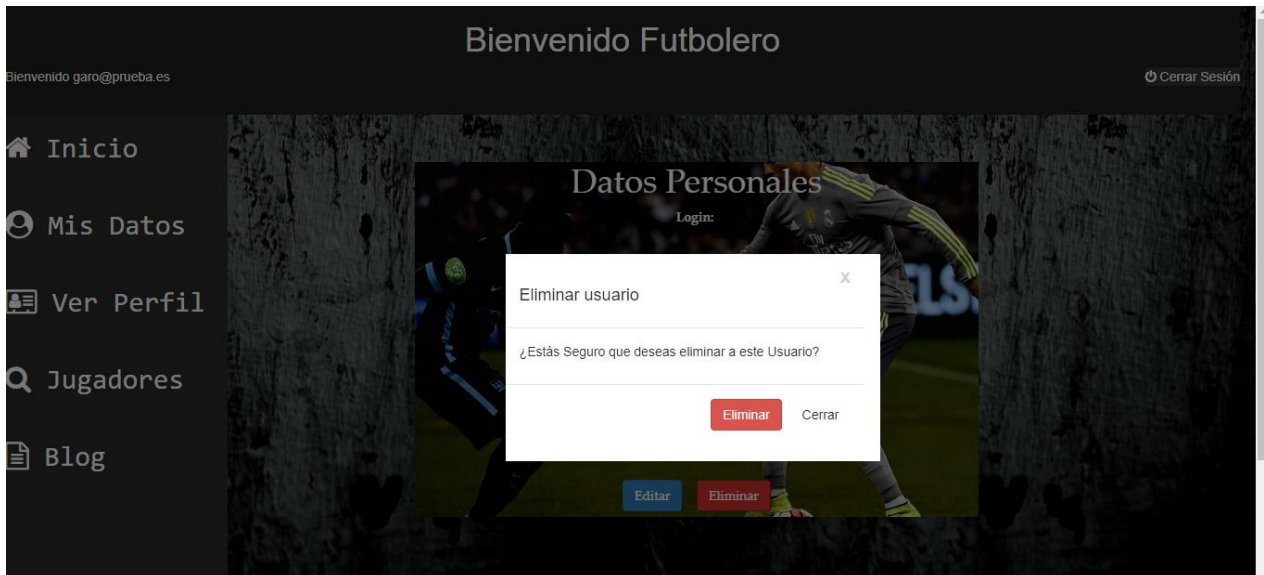 Bienvenido Futbolero
Bienvenido garo@prueba.es
Cerrar Sesión
Inicio
Mis Datos
Ver Perfil
Jugadores
Blog
Datos Personales
Login:
x
Eliminar usuario
¿Estás Seguro que deseas eliminar a este Usuario?
Eliminar Cerrar
Editar Eliminar